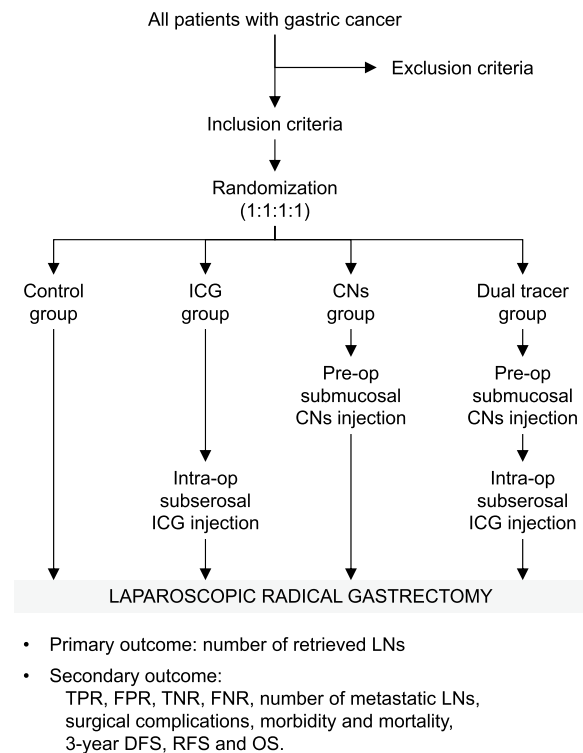 All patients with gastric cancer
Exclusion criteria
Inclusion criteria
Randomization
(1:1:1:1)
Control
group
ICG
group
CNs
group
Dual tracer
group
Pre-op
submucosal
CNs injection
Pre-op
submucosal
CNs injection
Intra-op
subserosal
ICG injection
Intra-op
subserosal
ICG injection
LAPAROSCOPIC RADICAL GASTRECTOMY
• Primary outcome: number of retrieved LNs
• Secondary outcome:
TPR, FPR, TNR, FNR, number of metastatic LNs,
surgical complications, morbidity and mortality,
3-year DFS, RFS and OS.